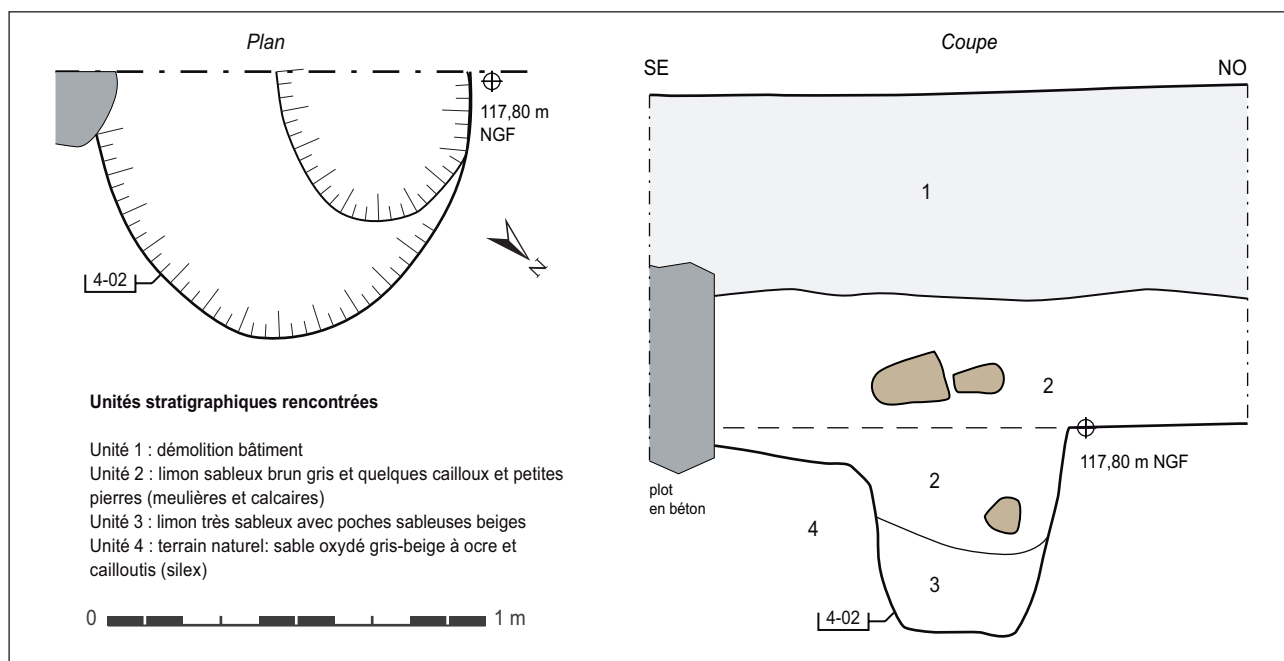 Plan
117,80 m
NGF
4-02
N
Unités stratigraphiques rencontrées
Unité 1 : démolition bâtiment
Unité 2 : limon sableux brun gris et quelques cailloux et petites
pierres (meulières et calcaires)
Unité 3 : limon très sableux avec poches sableuses beiges
Unité 4 : terrain naturel: sable oxydé gris-beige à ocre et
cailloutis (silex)
0 1 m
Coupe
SE NO
1
2
117,80 m NGF
plot
en béton
2
4
3
4-02